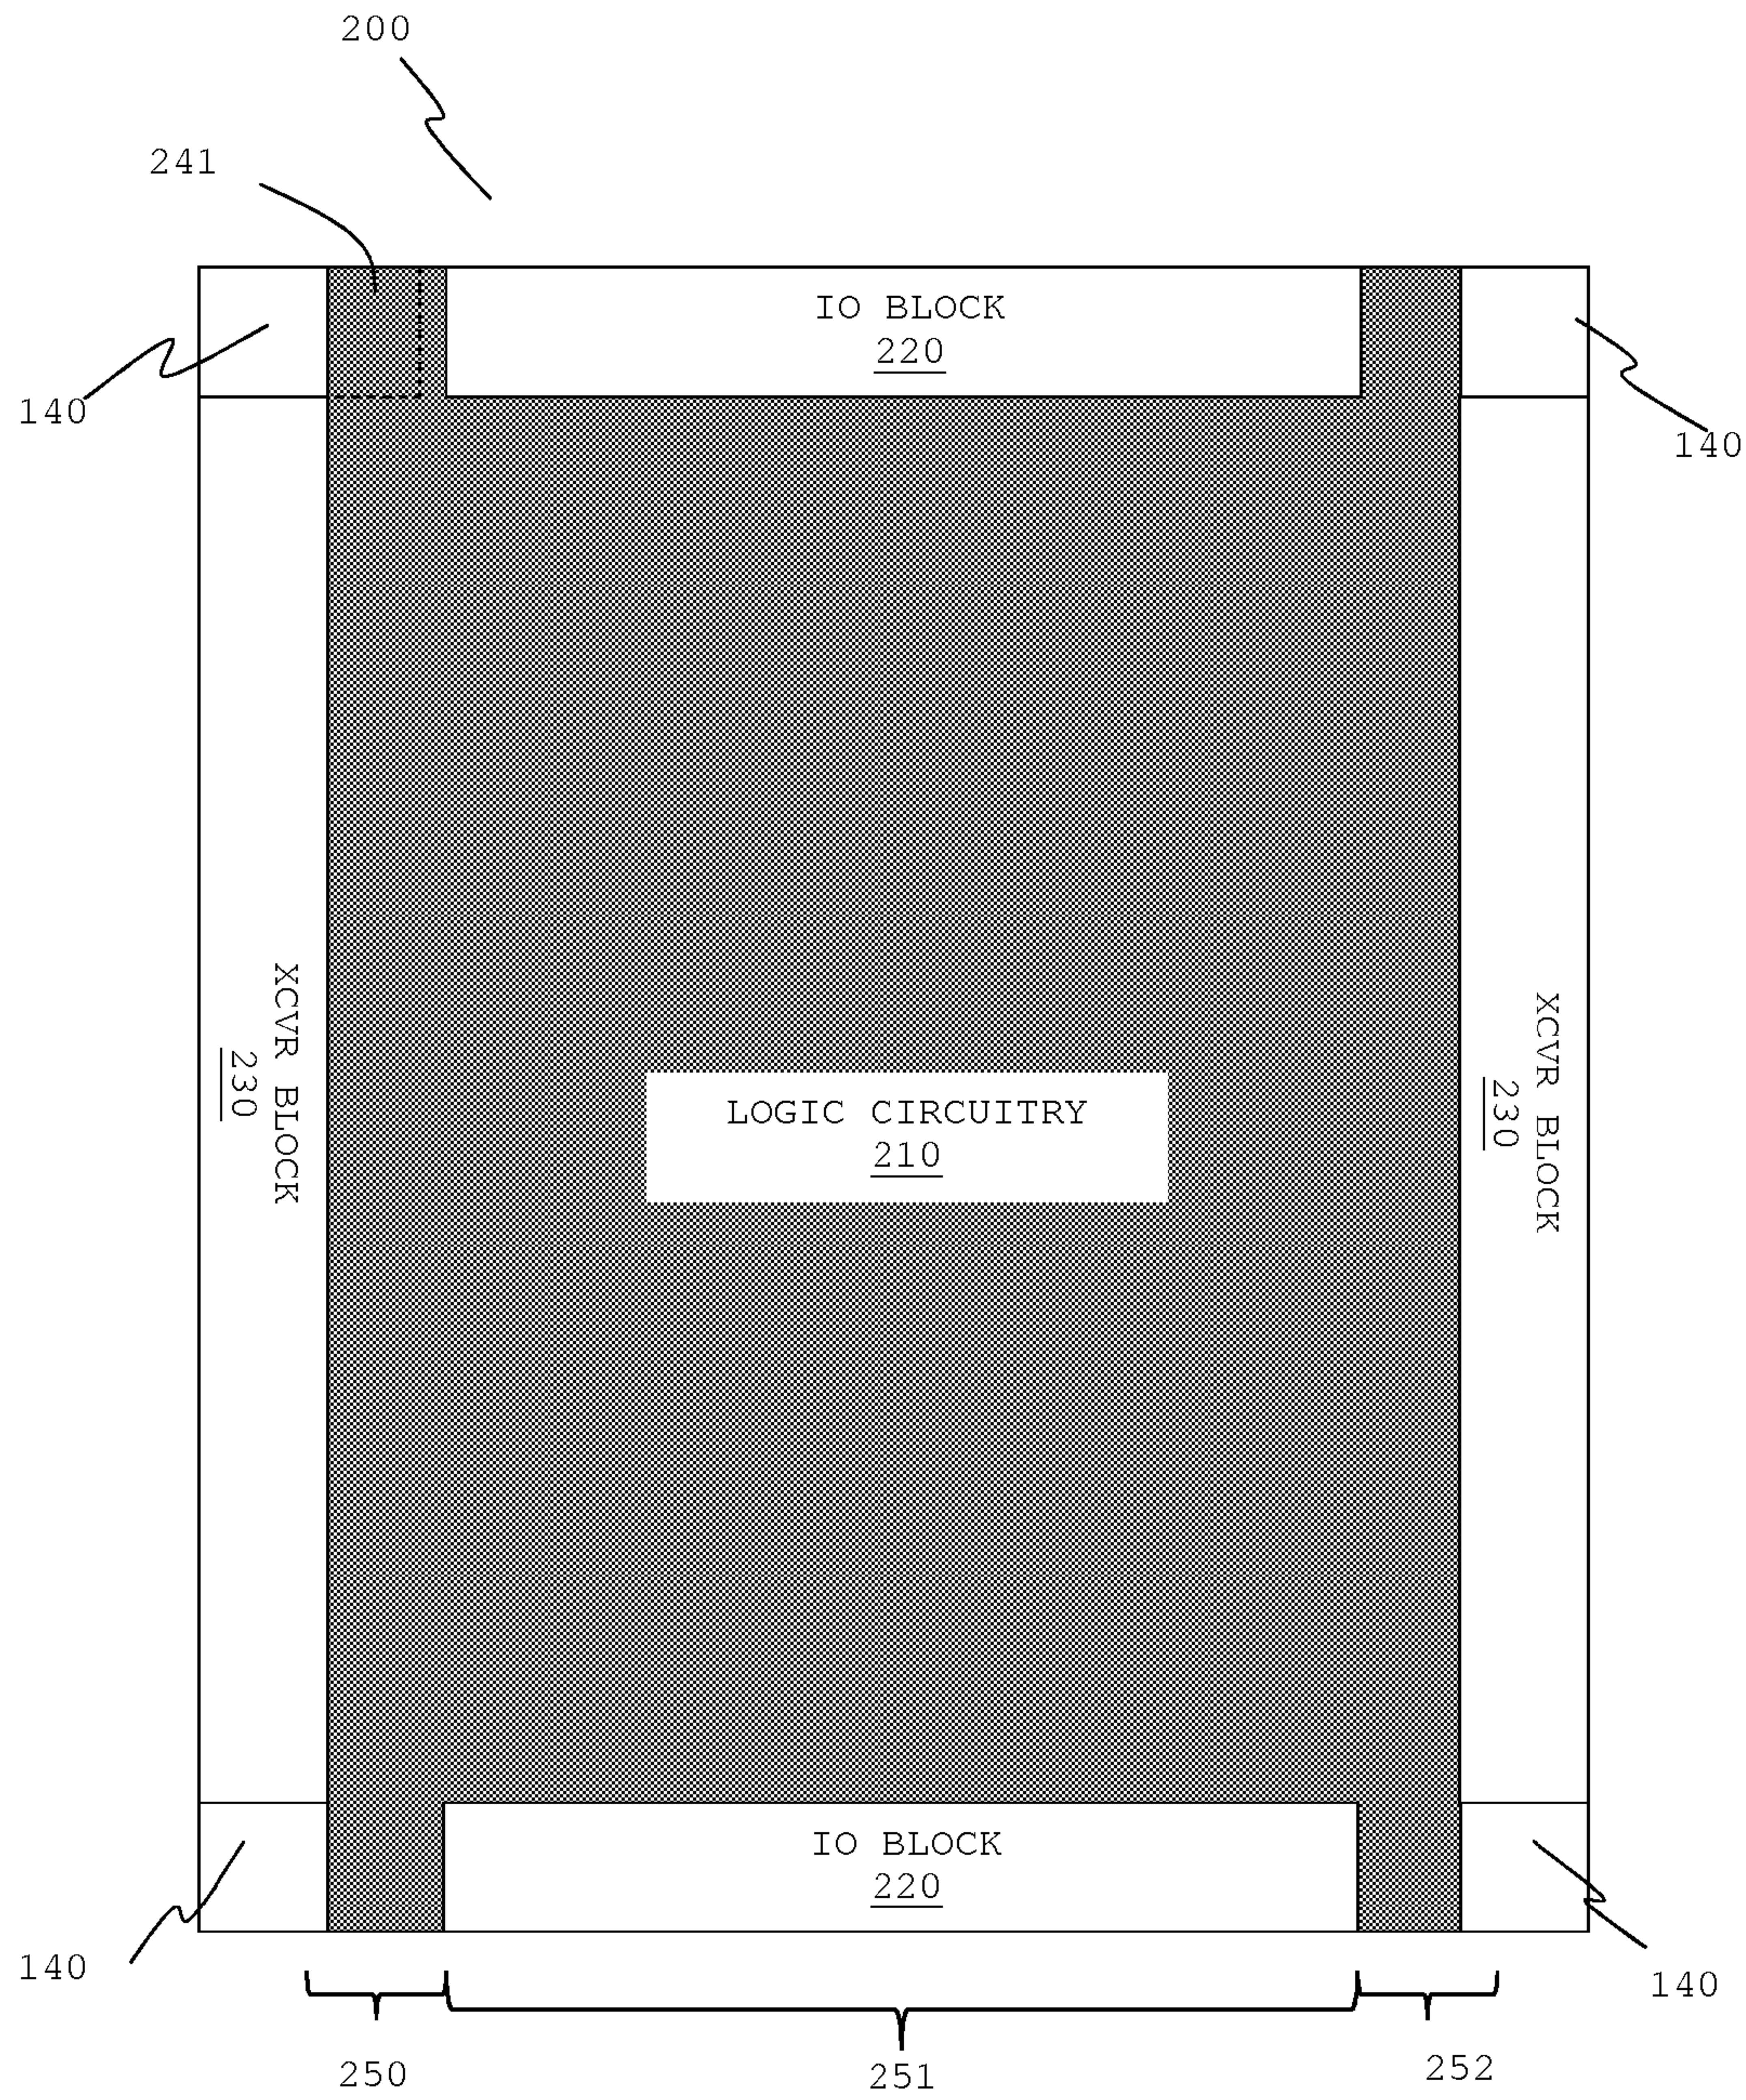 200
241
IO BLOCK
220
140
140
XCVR BLOCK
230
LOGIC CIRCUITRY
210
XCVR BLOCK
230
IO BLOCK
220
140
140
250
251
252